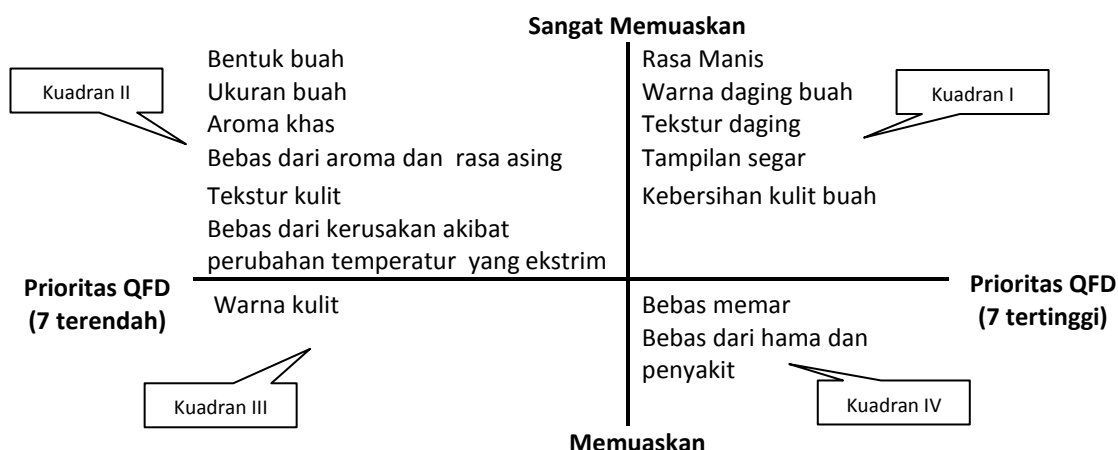 Sangat Memuaskan
Kuadran II
Bentuk buah
Ukuran buah
Aroma khas
Bebas dari aroma dan rasa asing
Tekstur kulit
Bebas dari kerusakan akibat
perubahan temperatur yang ekstrim
Rasa Manis
Warna daging buah
Tekstur daging
Tampilan segar
Kebersihan kulit buah
Kuadran I
Prioritas QFD
(7 terendah)
Prioritas QFD
(7 tertinggi)
Warna kulit
Kuadran III
Bebas memar
Bebas dari hama dan
penyakit
Kuadran IV
Memuaskan